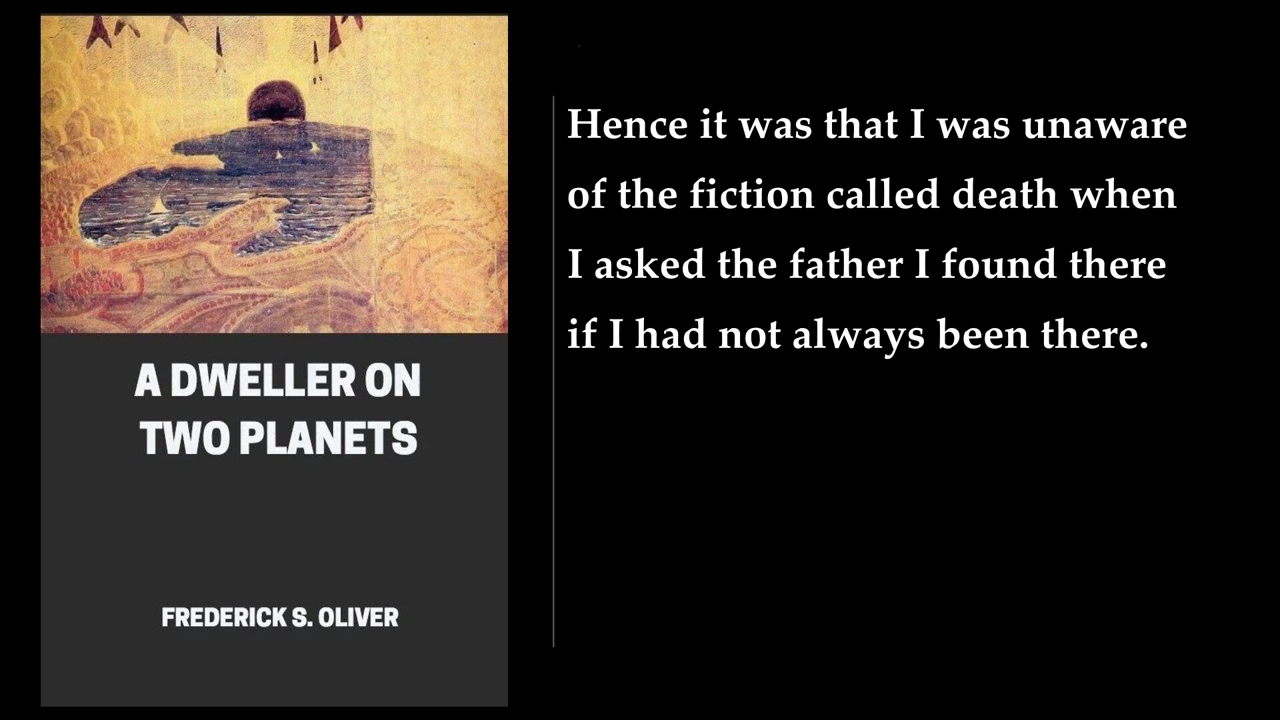 A DWELLER ON
TWO PLANETS
FREDERICK S. OLIVER
Hence it was that I was unaware
of the fiction called death when
I asked the father I found there
if I had not always been there.